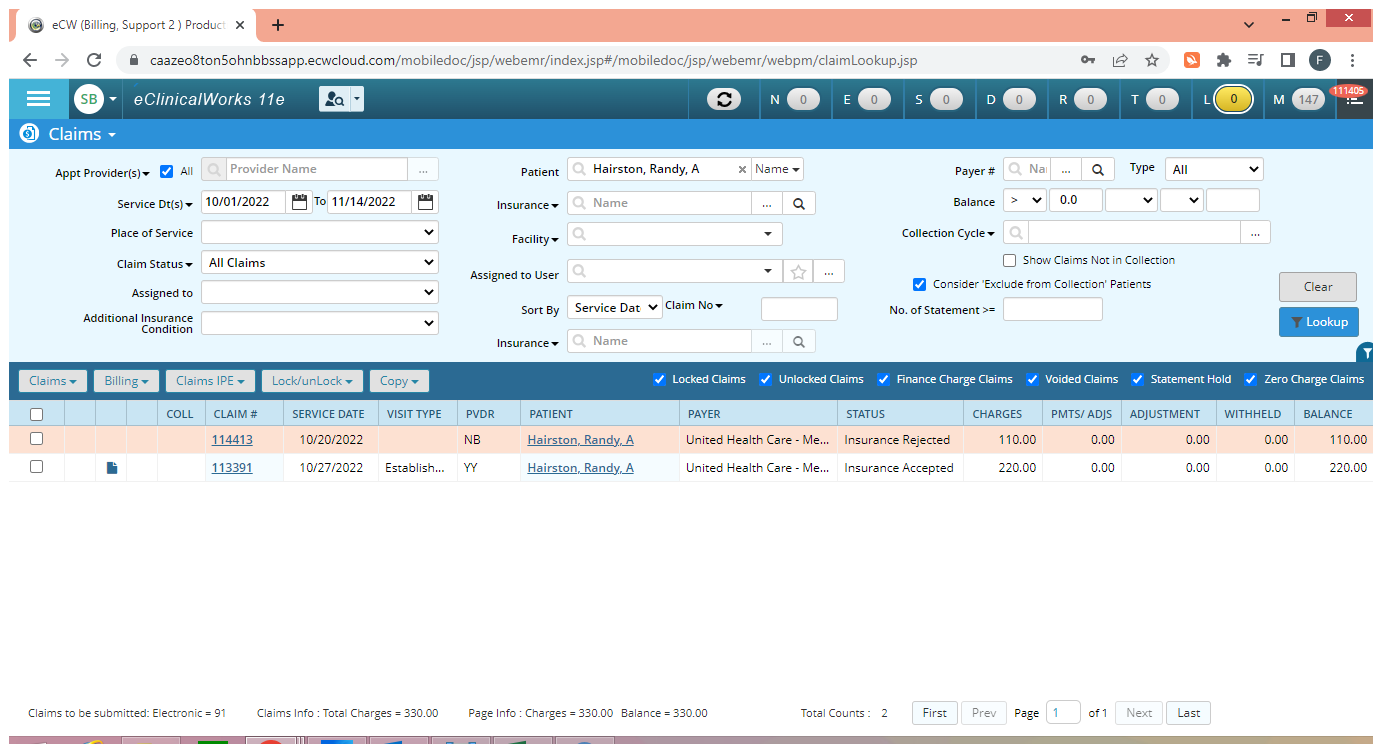 eCW (Billing, Support 2 ) Product
caazeo8ton5ohnbbssapp.ecwcloud.com/mobiledoc/jsp/webemr/index.jsp#/mobiledoc/jsp/webemr/webpm/claimLookup.jsp
F
SB eClinicalWorks 11e N 0 E 0 S 0 D 0 R 0 T 0 L 0 M 147 111405
Claims
Appt Provider(s) All Provider Name ... Patient Hairston, Randy, A × Name Payer # Nai ... Type All
Service Dt(s) 10/01/2022 To 11/14/2022 Insurance Name ... Balance > 0.0
Place of Service Facility Collection Cycle ...
Claim Status All Claims Assigned to User ... Show Claims Not in Collection
Assigned to Consider 'Exclude from Collection' Patients Clear
Additional Insurance Condition Sort By Service Dat Claim No No. of Statement >= Lookup
Insurance Name ...
Claims Billing Claims IPE Lock/unLock Copy Locked Claims Unlocked Claims Finance Charge Claims Voided Claims Statement Hold Zero Charge Claims
COLL CLAIM # SERVICE DATE VISIT TYPE PVDR PATIENT PAYER STATUS CHARGES PMTS/ ADJS ADJUSTMENT WITHHELD BALANCE
114413 10/20/2022 NB Hairston, Randy, A United Health Care - Me... Insurance Rejected 110.00 0.00 0.00 0.00 110.00
113391 10/27/2022 Establish... YY Hairston, Randy, A United Health Care - Me... Insurance Accepted 220.00 0.00 0.00 0.00 220.00
Claims to be submitted: Electronic = 91 Claims Info : Total Charges = 330.00 Page Info : Charges = 330.00 Balance = 330.00 Total Counts : 2 First Prev Page 1 of 1 Next Last